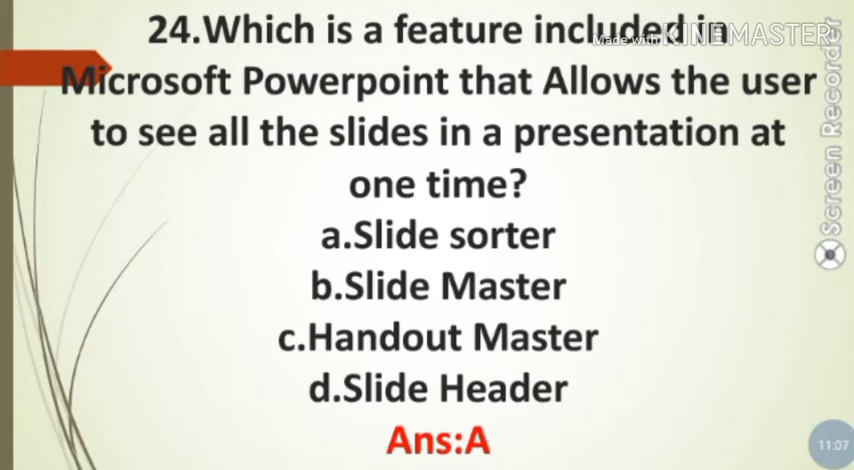 24.Which is a feature included in
Made with KINEMASTER
Microsoft Powerpoint that Allows the user
to see all the slides in a presentation at
one time?
a.Slide sorter
b.Slide Master
c.Handout Master
d.Slide Header
Ans:A
Screen Recorder
11:07